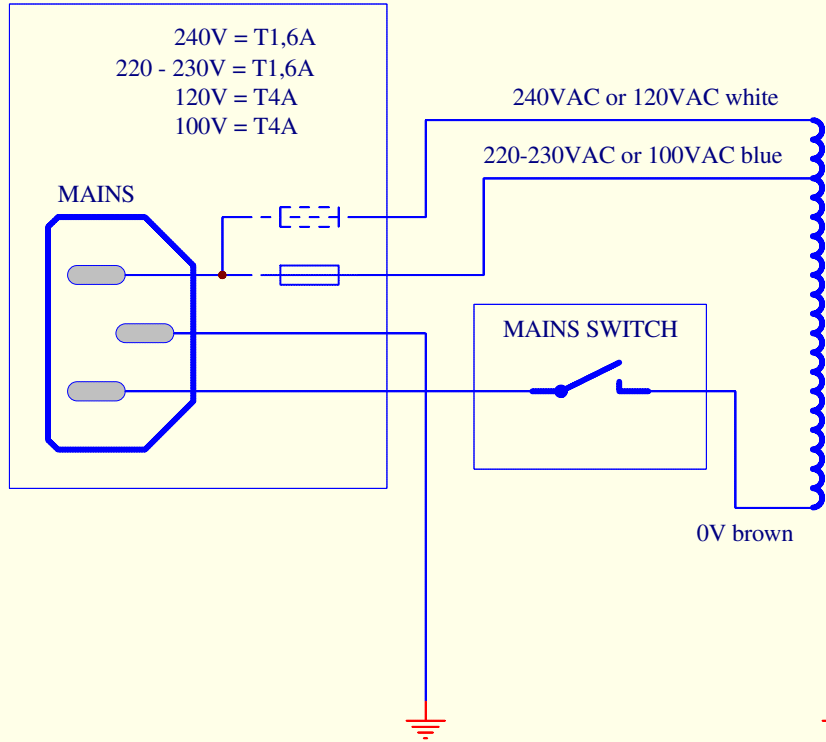 240V = T1,6A
220 - 230V = T1,6A
120V = T4A
100V = T4A
240VAC or 120VAC white
220-230VAC or 100VAC blue
MAINS
MAINS SWITCH
0V brown